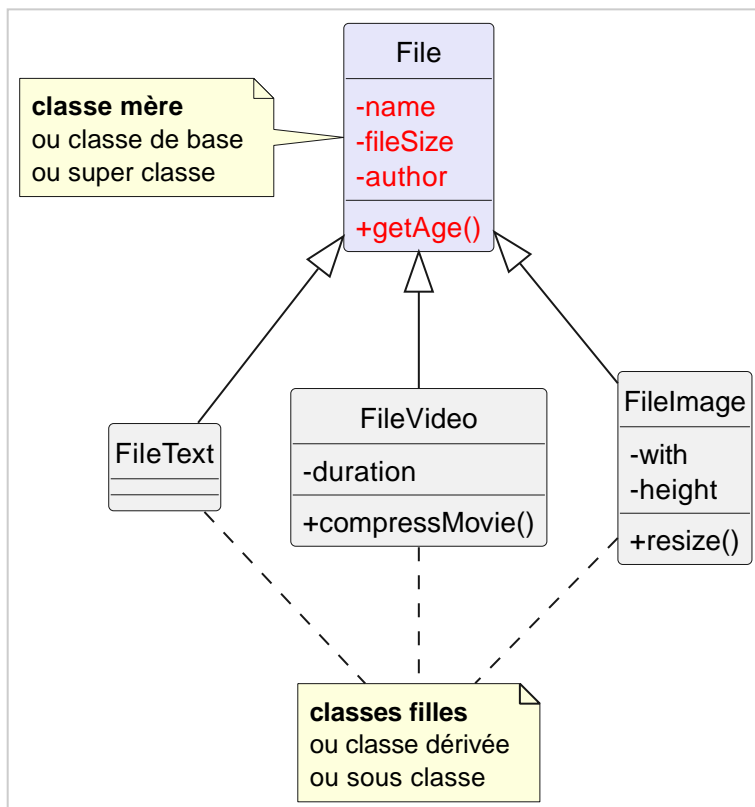 File
classe mère
ou classe de base
ou super classe
-name
-fileSize
-author
+getAge()
FileText
FileVideo
-duration
+compressMovie()
FileImage
-with
-height
+resize()
classes filles
ou classe dérivée
ou sous classe